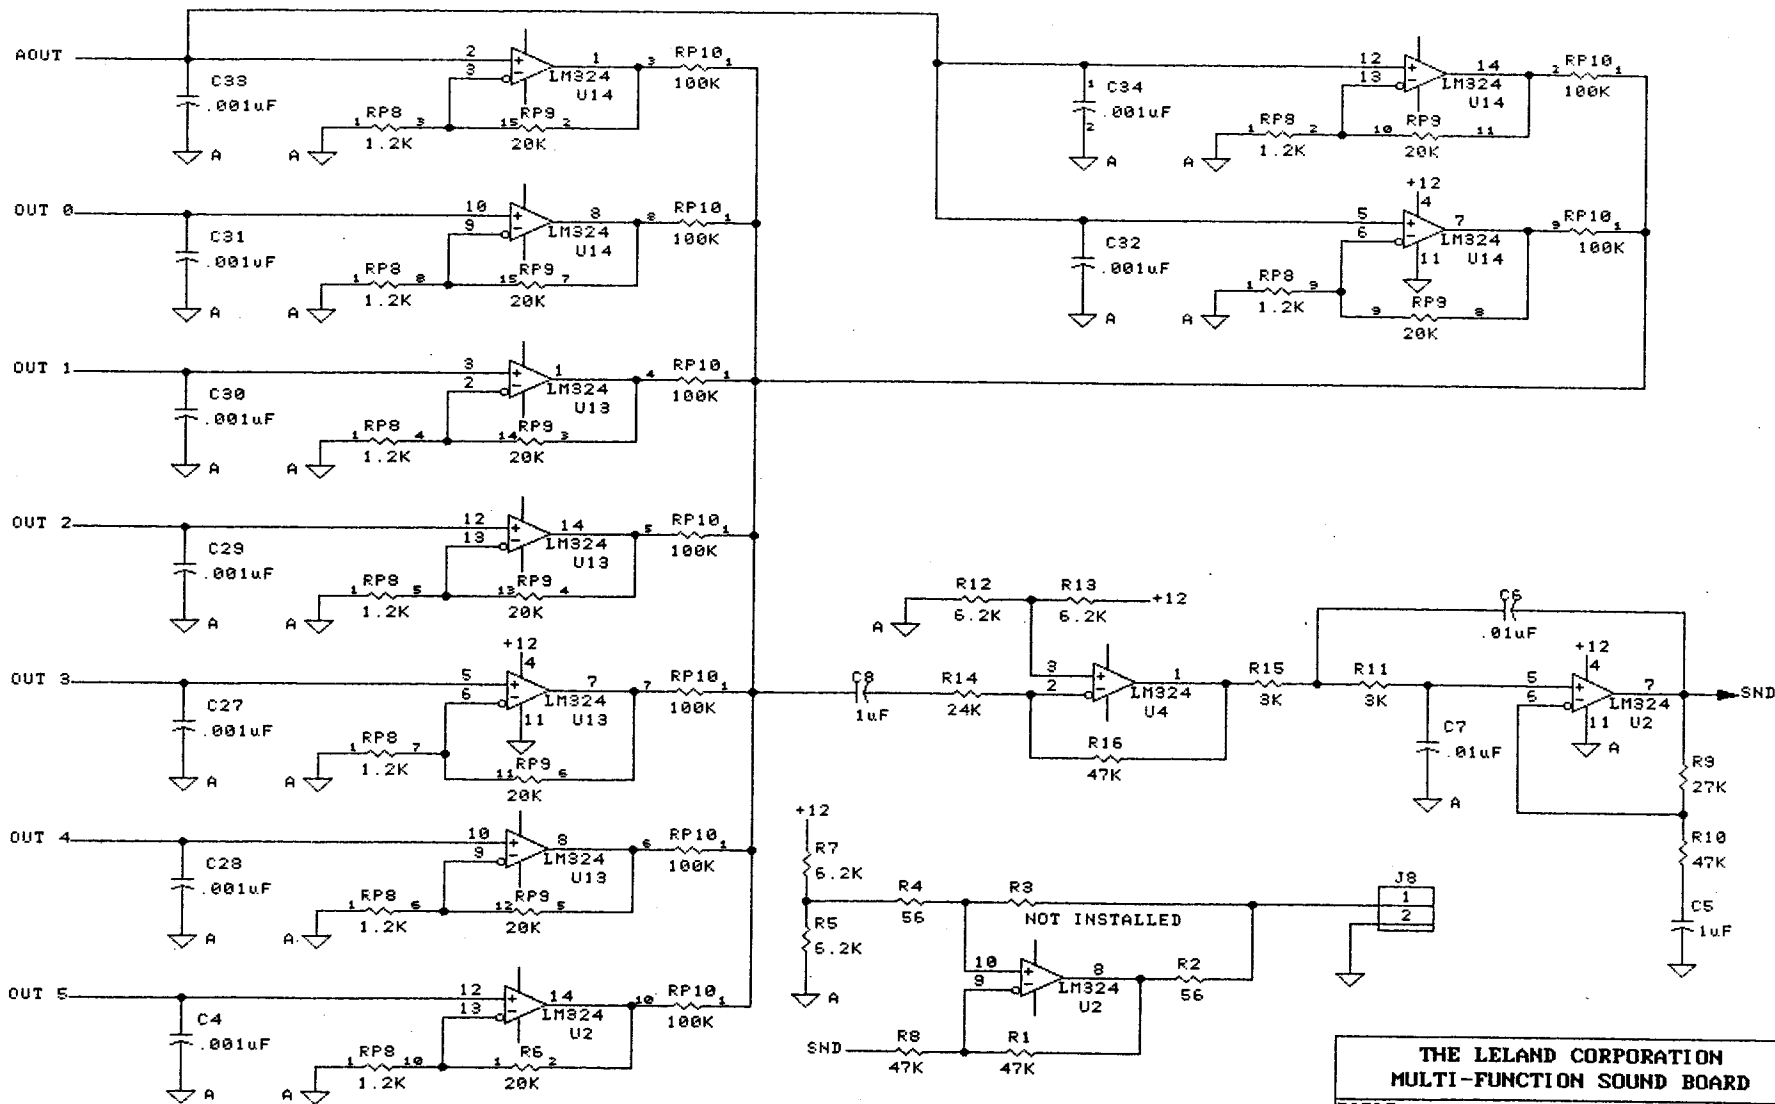 AOUT
C33
.001uF
A
2
3
1
LM324
U14
3 RP10 1
100K
1 RP8 3
1.2K
A
15 RP9 2
20K
OUT 0
C31
.001uF
A
10
9
8
LM324
U14
8 RP10 1
100K
1 RP8 8
1.2K
A
15 RP9 7
20K
OUT 1
C30
.001uF
A
3
2
1
LM324
U13
4 RP10 1
100K
1 RP8 4
1.2K
A
14 RP9 3
20K
OUT 2
C29
.001uF
A
12
13
14
LM324
U13
5 RP10 1
100K
1 RP8 5
1.2K
A
13 RP9 4
20K
OUT 3
C27
.001uF
A
+12
4
5
6
7
11
LM324
U13
7 RP10 1
100K
1 RP8 7
1.2K
A
11 RP9 6
20K
OUT 4
C28
.001uF
A
10
9
8
LM324
U13
6 RP10 1
100K
1 RP8 6
1.2K
A
12 RP9 5
20K
OUT 5
C4
.001uF
A
12
13
14
LM324
U2
10 RP10 1
100K
1 RP8 10
1.2K
A
1 R6 2
20K
1
C34
.001uF
2
A
12
13
14
LM324
U14
2 RP10 1
100K
1 RP8 2
1.2K
A
10 RP9 11
20K
C32
.001uF
A
+12
4
5
6
7
11
LM324
U14
9 RP10 1
100K
1 RP8 9
1.2K
A
9 RP9 8
20K
R12
6.2K
R13
6.2K
+12
A
C8
1uF
R14
24K
3
2
1
LM324
U4
R16
47K
R15
3K
R11
3K
C6
.01uF
C7
.01uF
A
+12
4
5
6
7
11
LM324
U2
A
SND
R9
27K
R10
47K
C5
1uF
+12
R7
6.2K
R5
6.2K
A
R4
56
R3
NOT INSTALLED
10
9
8
LM324
U2
R2
56
J8
1
2
SND
R8
47K
R1
47K
THE LELAND CORPORATION
MULTI-FUNCTION SOUND BOARD